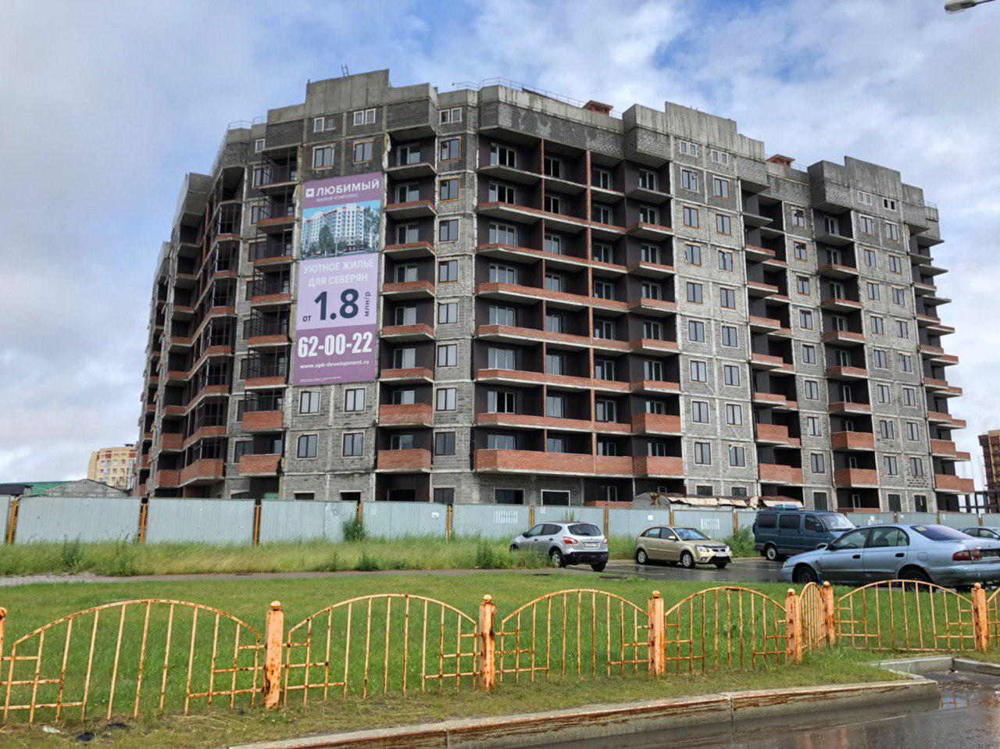 ЛЮБИМЫЙ
ЖИЛОЙ КОМПЛЕКС
УЮТНОЕ ЖИЛЬЕ
ДЛЯ СЕВЕРЯН
от 1.8 млн/р
62-00-22
www.upk-development.ru